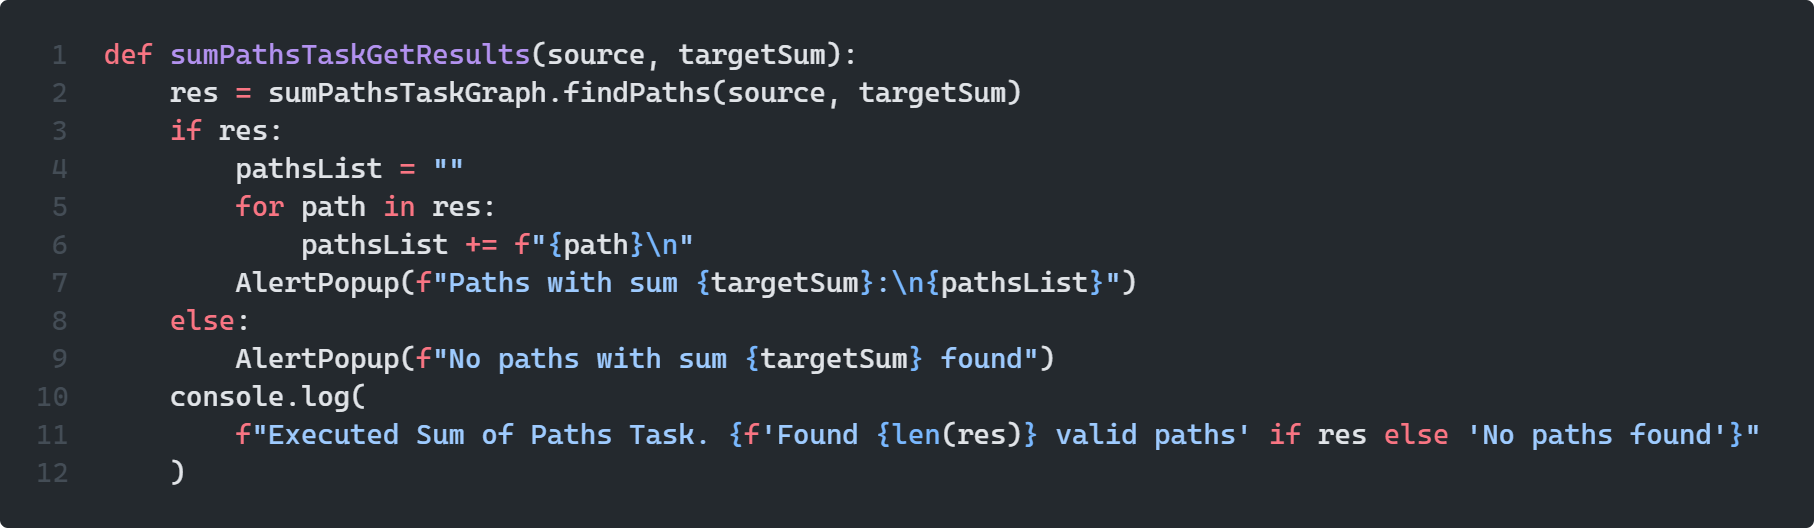 1 def sumPathsTaskGetResults(source, targetSum):
2     res = sumPathsTaskGraph.findPaths(source, targetSum)
3     if res:
4         pathsList = ""
5         for path in res:
6             pathsList += f"{path}\n"
7         AlertPopup(f"Paths with sum {targetSum}:\n{pathsList}")
8     else:
9         AlertPopup(f"No paths with sum {targetSum} found")
10     console.log(
11         f"Executed Sum of Paths Task. {f'Found {len(res)} valid paths' if res else 'No paths found'}"
12     )